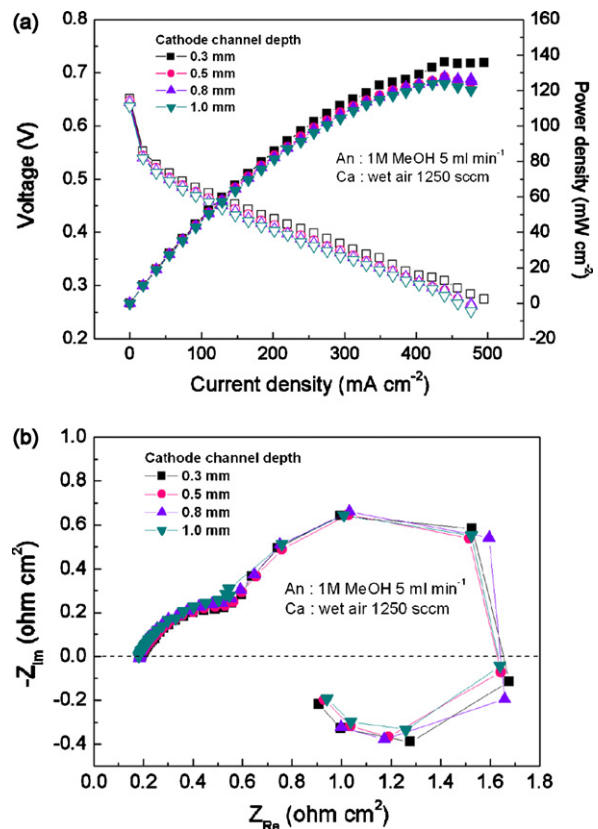 (a)
Cathode channel depth
0.3 mm
0.5 mm
0.8 mm
1.0 mm
An : 1M MeOH 5 ml min⁻¹
Ca : wet air 1250 sccm
0.8
0.7
0.6
0.5
0.4
0.3
0.2
Voltage (V)
160
140
120
100
80
60
40
20
0
-20
Power density (mW cm⁻²)
0
100
200
300
400
500
Current density (mA cm⁻²)
(b)
Cathode channel depth
0.3 mm
0.5 mm
0.8 mm
1.0 mm
An : 1M MeOH 5 ml min⁻¹
Ca : wet air 1250 sccm
1.0
0.8
0.6
0.4
0.2
0.0
-0.2
-0.4
-Z_Im (ohm cm²)
0.0
0.2
0.4
0.6
0.8
1.0
1.2
1.4
1.6
1.8
Z_Re (ohm cm²)